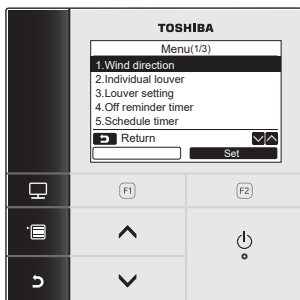 TOSHIBA
Menu(1/3)
1.Wind direction
2.Individual louver
3.Louver setting
4.Off reminder timer
5.Schedule timer
Return
Set
F1
F2